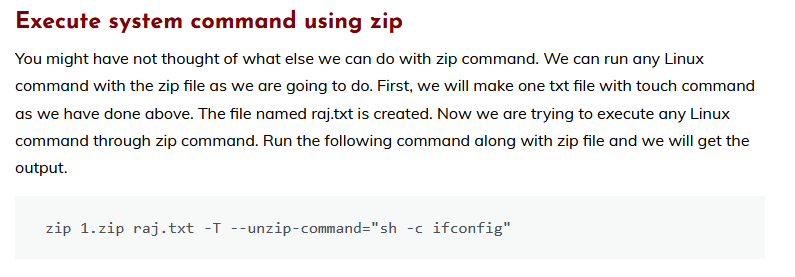 Execute system command using zip
You might have not thought of what else we can do with zip command. We can run any Linux
command with the zip file as we are going to do. First, we will make one txt file with touch command
as we have done above. The file named raj.txt is created. Now we are trying to execute any Linux
command through zip command. Run the following command along with zip file and we will get the
output.
zip 1.zip raj.txt -T --unzip-command="sh -c ifconfig"